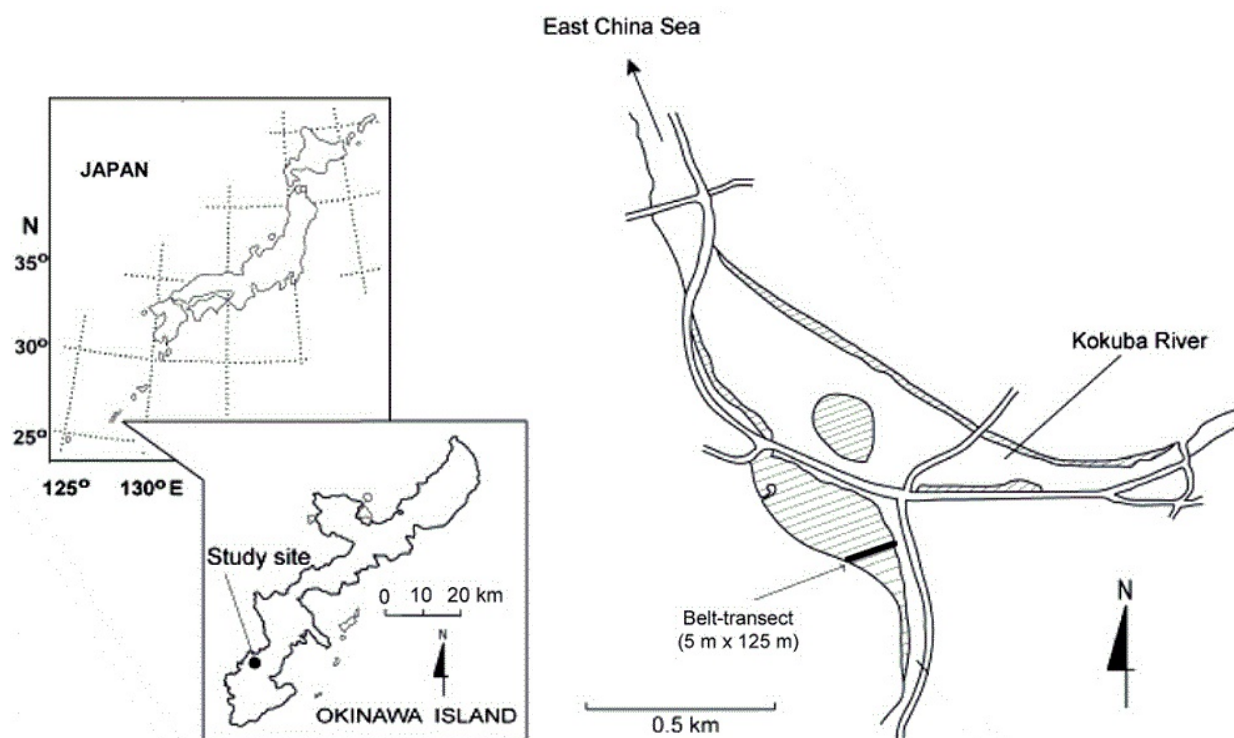 East China Sea
JAPAN
N
35°
30°
25°
125°
130° E
Study site
0 10 20 km
N
OKINAWA ISLAND
Kokuba River
Belt-transect
(5 m x 125 m)
N
0.5 km